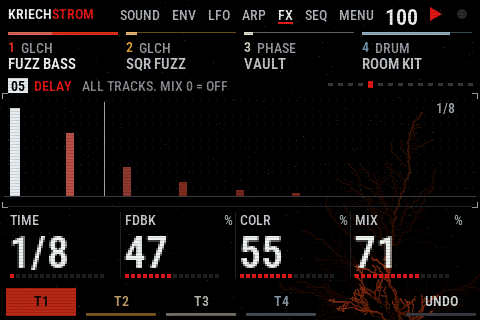 KRIECHSTROM SOUND ENV LFO ARP FX SEQ MENU 100
1 GLCH 2 GLCH 3 PHASE 4 DRUM
FUZZ BASS SQR FUZZ VAULT ROOM KIT
05 DELAY ALL TRACKS. MIX 0 = OFF
1/8
TIME FDBK % COLR % MIX %
1/8 47 55 71
T1 T2 T3 T4 UNDO